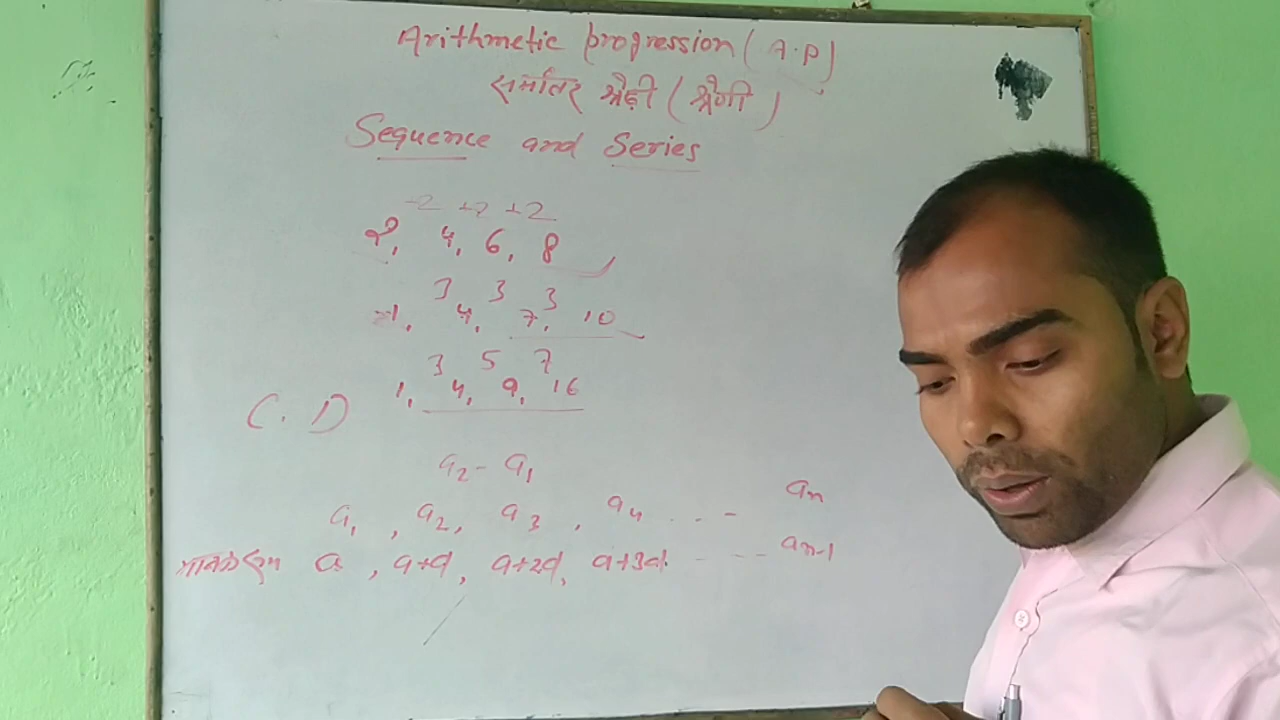 Arithmetic progression (A.P)
समांतर श्रेढ़ी (श्रेणी)
Sequence and Series
-2 +2 +2
2, 4, 6, 8
3 3 3
1, 4, 7, 10
3 5 7
1, 4, 9, 16
C. D
a₂ - a₁
a₁, a₂, a₃, a₄ ... - aₙ
a, a+d, a+2d, a+3d ---- aₙ₋₁